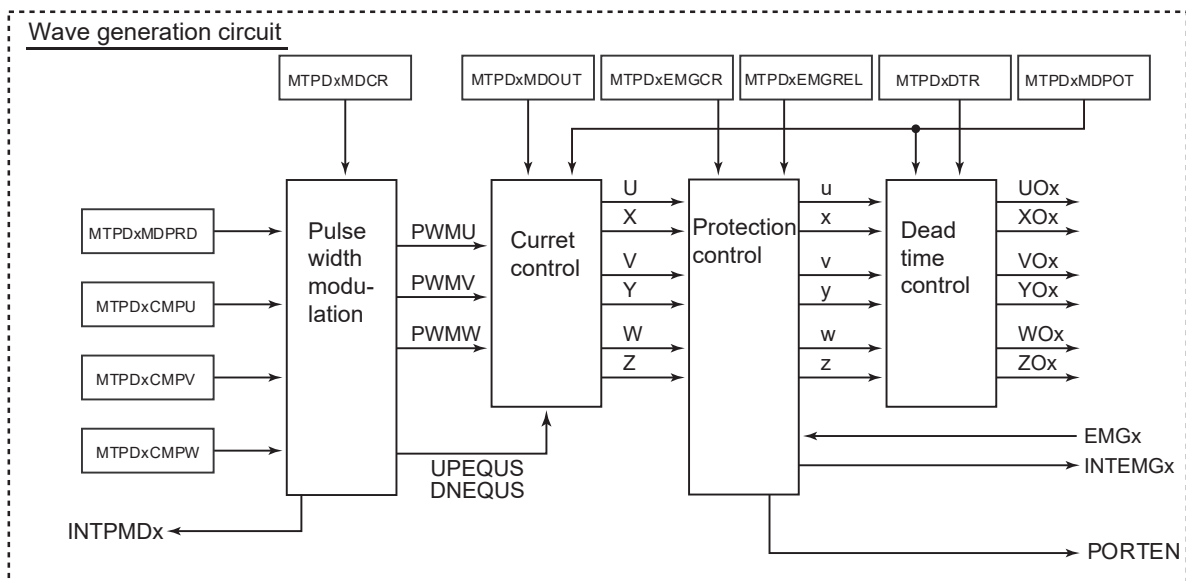 Wave generation circuit
MTPDxMDCR
MTPDxMDOUT
MTPDxEMGCR
MTPDxEMGREL
MTPDxDTR
MTPDxMDPOT
MTPDxMDPRD
MTPDxCMPU
MTPDxCMPV
MTPDxCMPW
Pulse
width
modu-
lation
PWMU
PWMV
PWMW
UPEQUS
DNEQUS
INTPMDx
Curret
control
U
X
V
Y
W
Z
Protection
control
u
x
v
y
w
z
Dead
time
control
UOx
XOx
VOx
YOx
WOx
ZOx
EMGx
INTEMGx
PORTEN